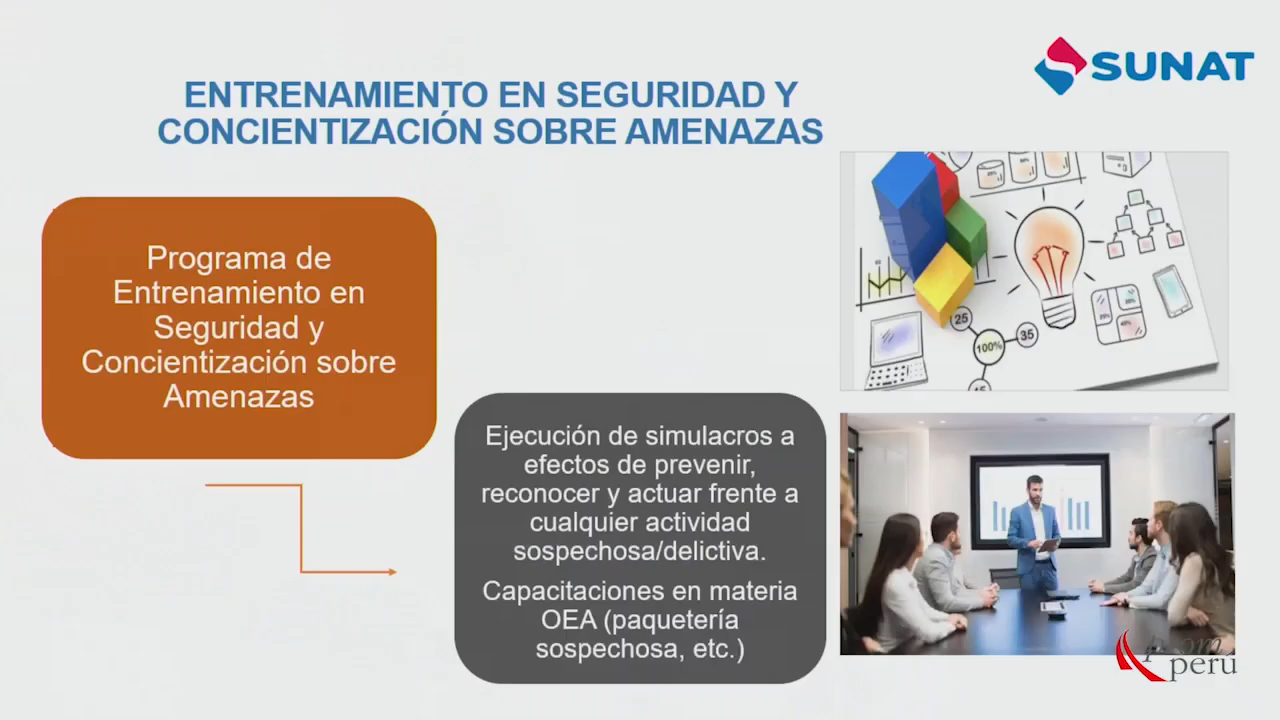 SUNAT
ENTRENAMIENTO EN SEGURIDAD Y
CONCIENTIZACIÓN SOBRE AMENAZAS
Programa de
Entrenamiento en
Seguridad y
Concientización sobre
Amenazas
Ejecución de simulacros a
efectos de prevenir,
reconocer y actuar frente a
cualquier actividad
sospechosa/delictiva.
Capacitaciones en materia
OEA (paquetería
sospechosa, etc.)
25
35
100%
prom
perú